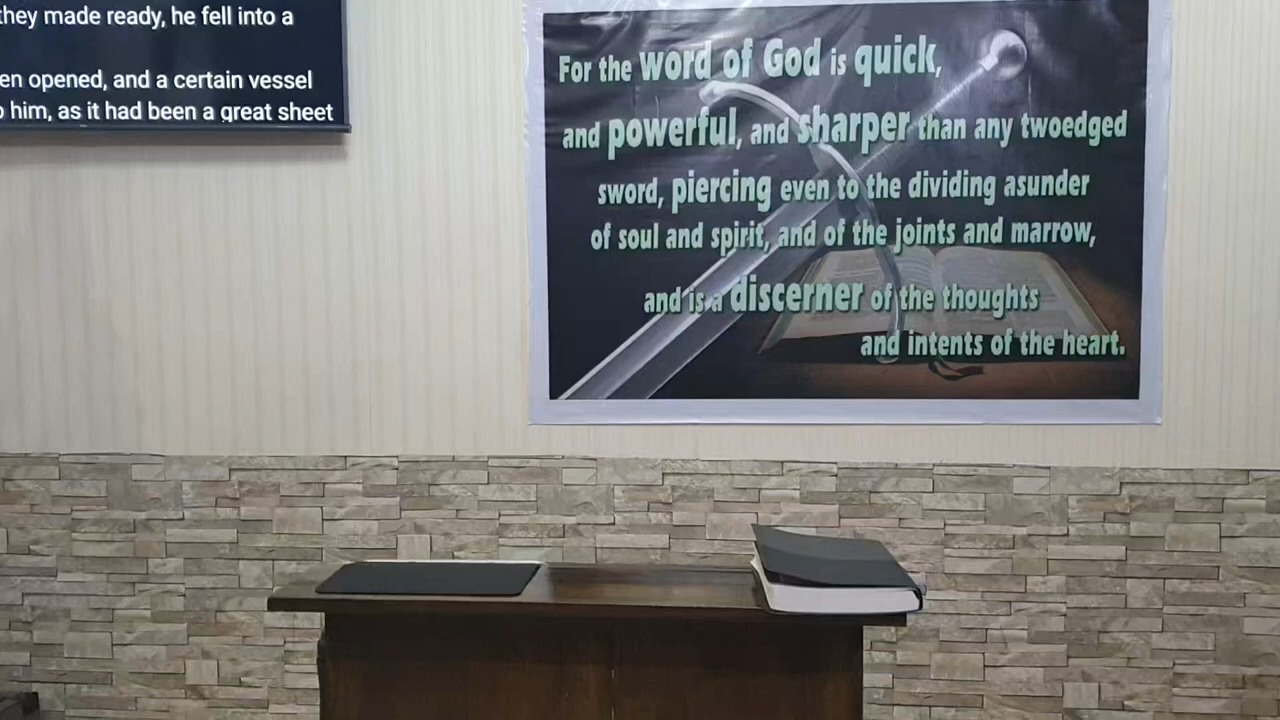 they made ready, he fell into a
en opened, and a certain vessel
o him, as it had been a great sheet
For the word of God is quick,
and powerful, and sharper than any twoedged
sword, piercing even to the dividing asunder
of soul and spirit, and of the joints and marrow,
and is a discerner of the thoughts
and intents of the heart.